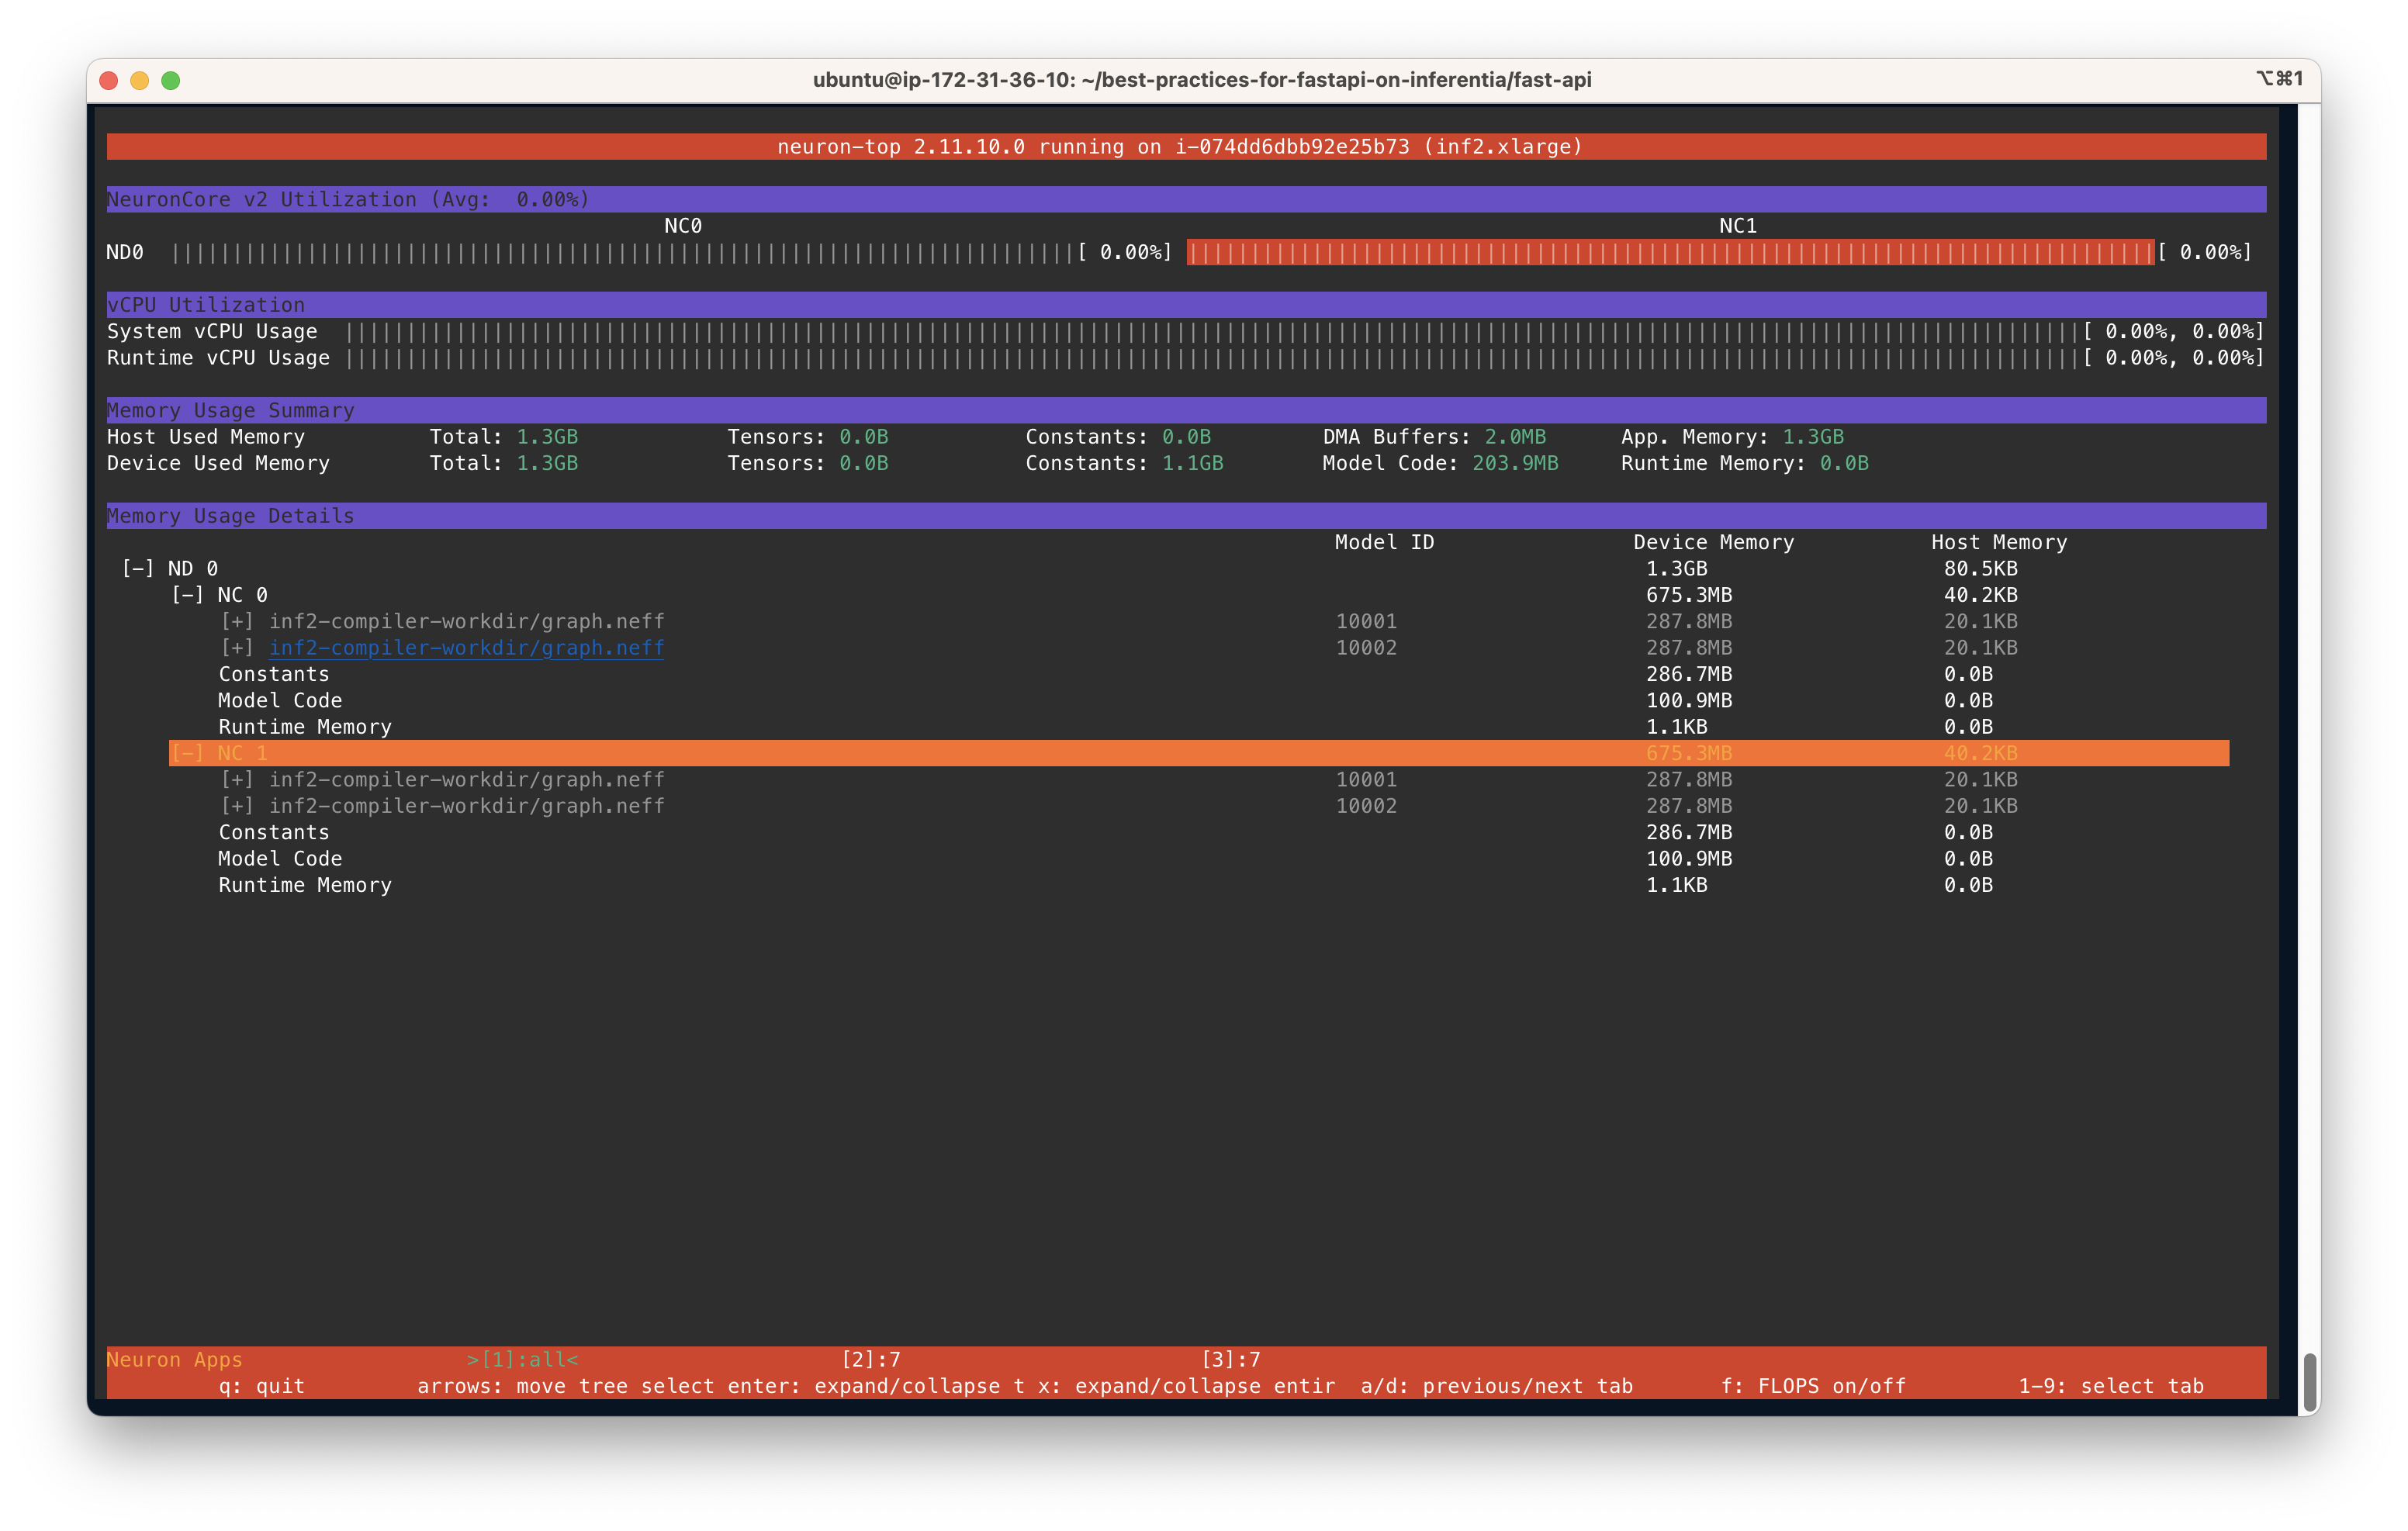 ubuntu@ip-172-31-36-10: ~/best-practices-for-fastapi-on-inferentia/fast-api ⌥⌘1
neuron-top 2.11.10.0 running on i-074dd6dbb92e25b73 (inf2.xlarge)
NeuronCore v2 Utilization (Avg:  0.00%)
NC0 NC1
ND0 [ 0.00%] [ 0.00%]
vCPU Utilization
System vCPU Usage [ 0.00%, 0.00%]
Runtime vCPU Usage [ 0.00%, 0.00%]
Memory Usage Summary
Host Used Memory Total: 1.3GB Tensors: 0.0B Constants: 0.0B DMA Buffers: 2.0MB App. Memory: 1.3GB
Device Used Memory Total: 1.3GB Tensors: 0.0B Constants: 1.1GB Model Code: 203.9MB Runtime Memory: 0.0B
Memory Usage Details
Model ID Device Memory Host Memory
[-] ND 0 1.3GB 80.5KB
[-] NC 0 675.3MB 40.2KB
[+] inf2-compiler-workdir/graph.neff 10001 287.8MB 20.1KB
[+] inf2-compiler-workdir/graph.neff 10002 287.8MB 20.1KB
Constants 286.7MB 0.0B
Model Code 100.9MB 0.0B
Runtime Memory 1.1KB 0.0B
[-] NC 1 675.3MB 40.2KB
[+] inf2-compiler-workdir/graph.neff 10001 287.8MB 20.1KB
[+] inf2-compiler-workdir/graph.neff 10002 287.8MB 20.1KB
Constants 286.7MB 0.0B
Model Code 100.9MB 0.0B
Runtime Memory 1.1KB 0.0B
Neuron Apps >[1]:all< [2]:7 [3]:7
q: quit arrows: move tree select enter: expand/collapse t x: expand/collapse entir a/d: previous/next tab f: FLOPS on/off 1-9: select tab